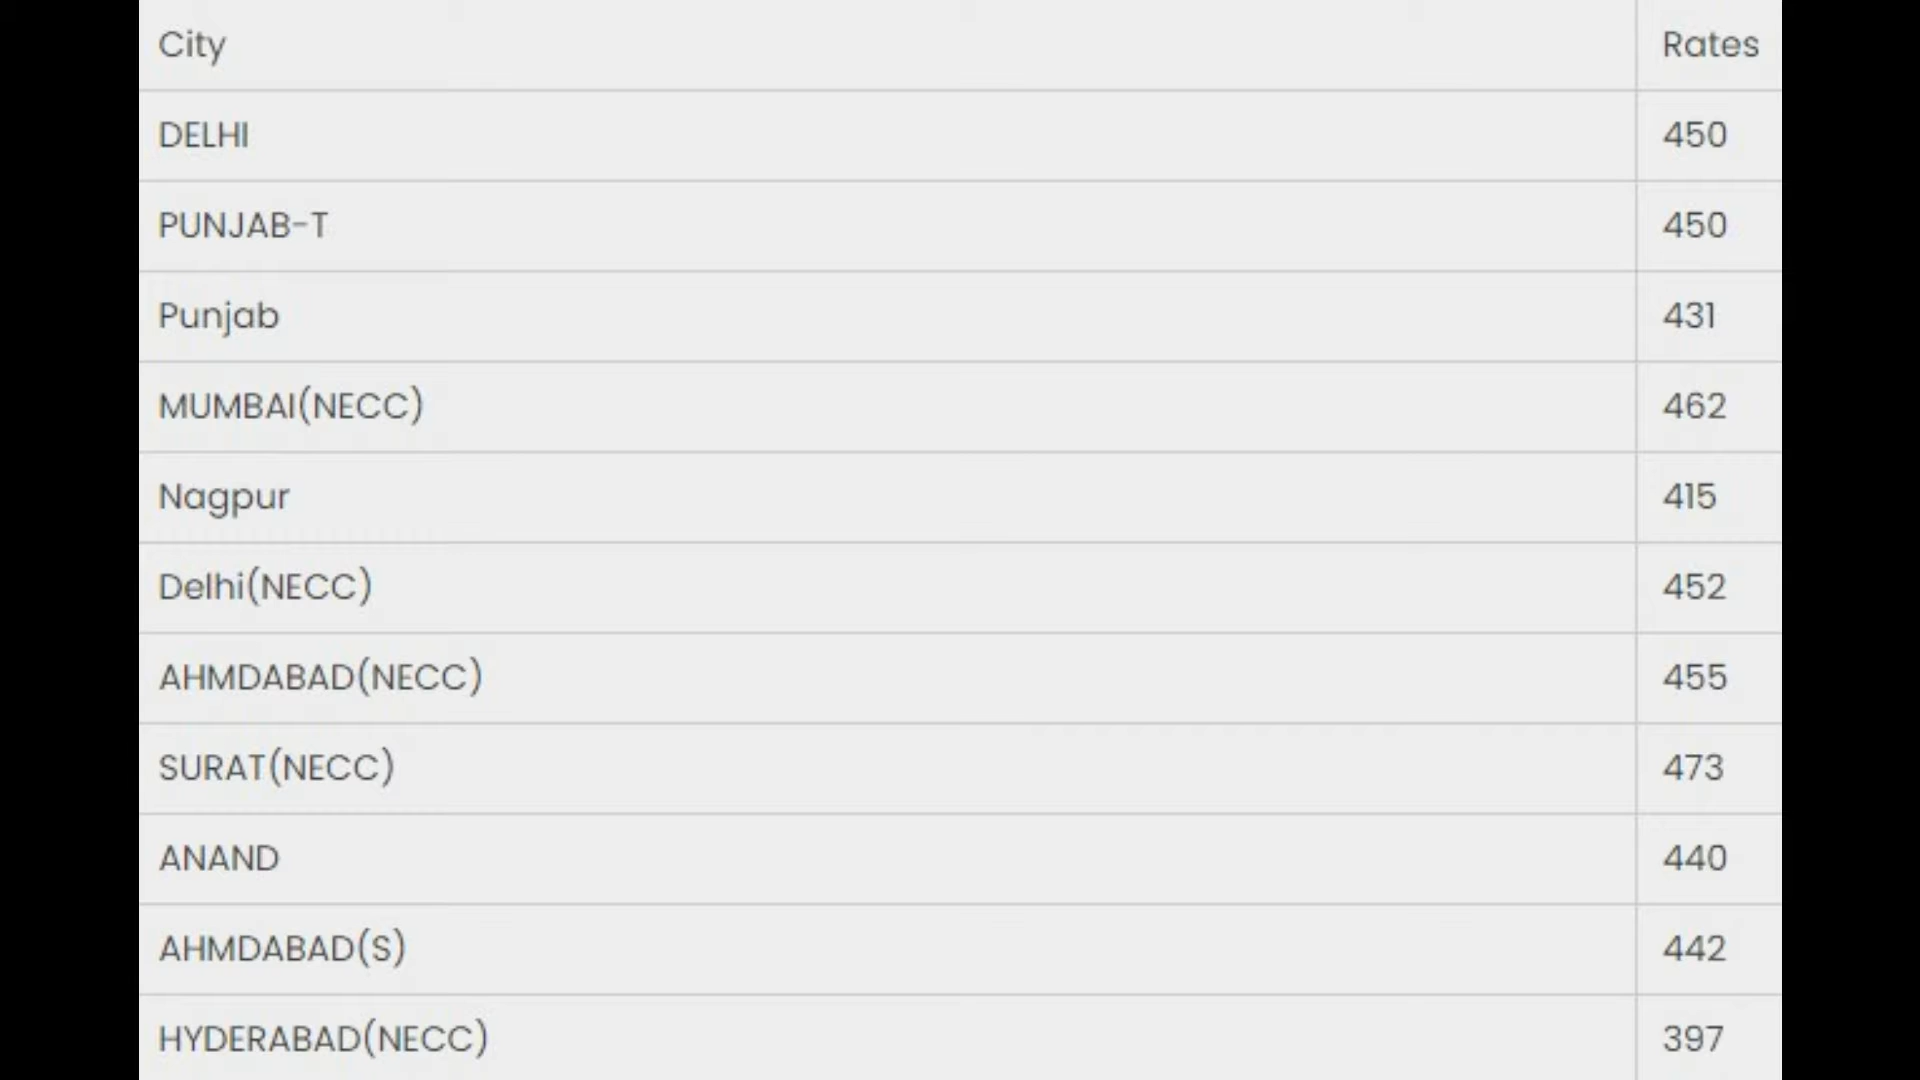 City Rates
DELHI 450
PUNJAB-T 450
Punjab 431
MUMBAI(NECC) 462
Nagpur 415
Delhi(NECC) 452
AHMDABAD(NECC) 455
SURAT(NECC) 473
ANAND 440
AHMDABAD(S) 442
HYDERABAD(NECC) 397